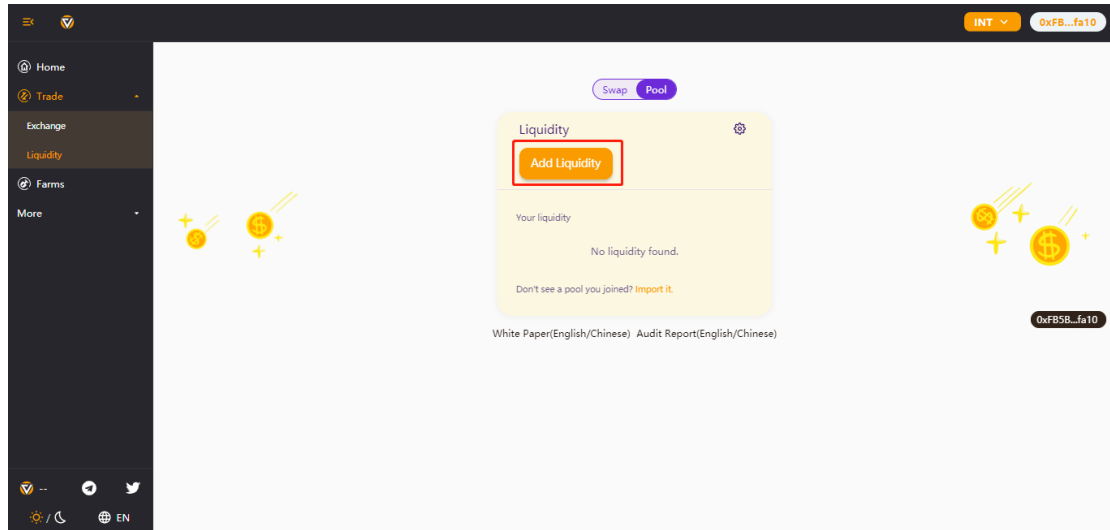 INT
0xFB...fa10
Home
Trade
Exchange
Liquidity
Farms
More
Swap Pool
Liquidity
Add Liquidity
Your liquidity
No liquidity found.
Don't see a pool you joined? Import it.
White Paper(English/Chinese) Audit Report(English/Chinese)
0xFB5B...fa10
--
/
EN